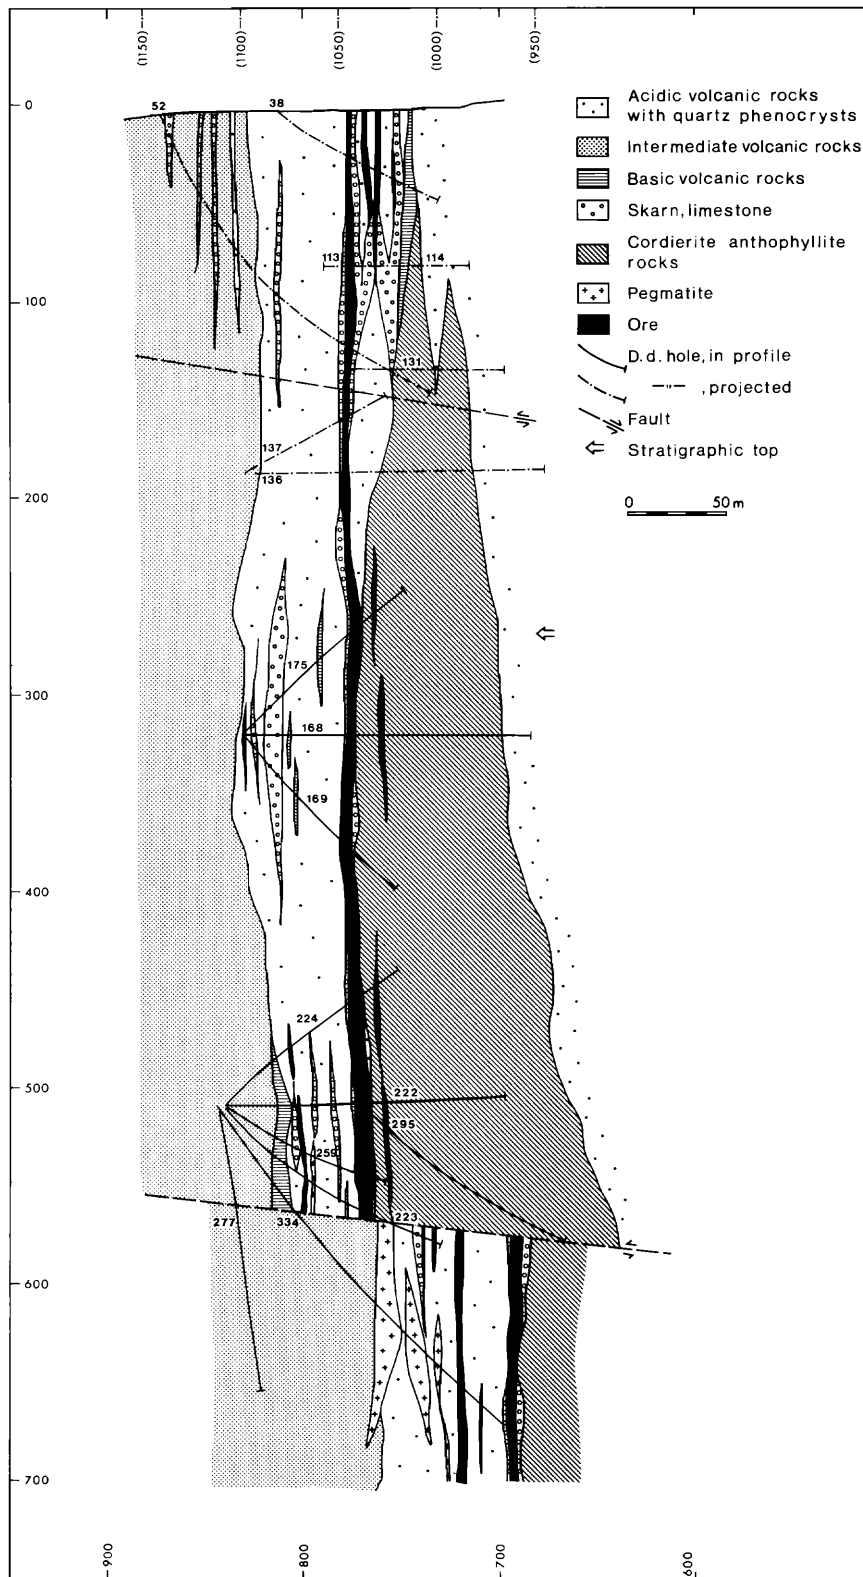 (1150)
(1100)
(1050)
(1000)
(950)
0
100
200
300
400
500
600
700
52
38
113
114
131
137
136
175
168
169
224
222
295
259
223
277
334
Acidic volcanic rocks
with quartz phenocrysts
Intermediate volcanic rocks
Basic volcanic rocks
Skarn, limestone
Cordierite anthophyllite
rocks
Pegmatite
Ore
D.d. hole, in profile
—"— , projected
Fault
Stratigraphic top
0 50 m
900
800
700
600